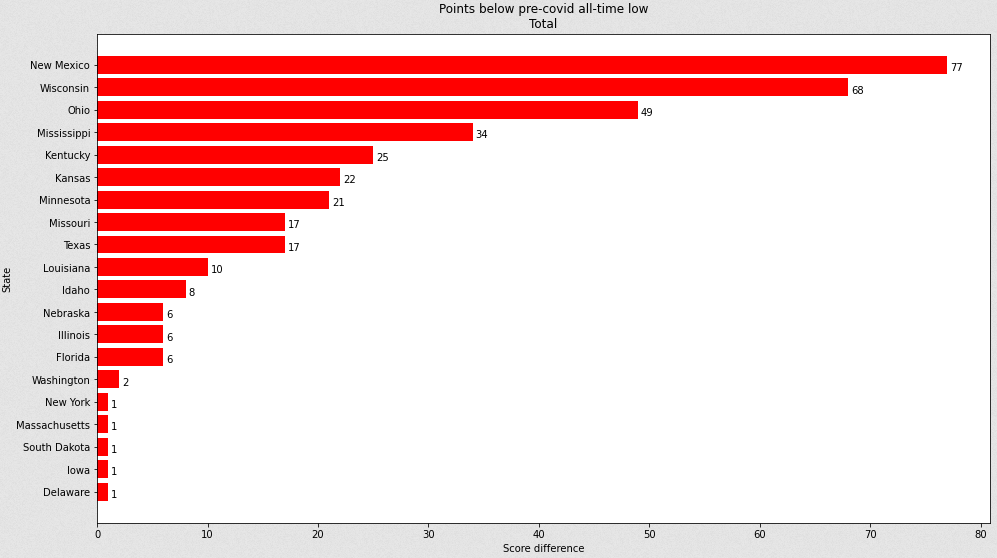 Points below pre-covid all-time low
Total
State
New Mexico 77
Wisconsin 68
Ohio 49
Mississippi 34
Kentucky 25
Kansas 22
Minnesota 21
Missouri 17
Texas 17
Louisiana 10
Idaho 8
Nebraska 6
Illinois 6
Florida 6
Washington 2
New York 1
Massachusetts 1
South Dakota 1
Iowa 1
Delaware 1
0 10 20 30 40 50 60 70 80
Score difference